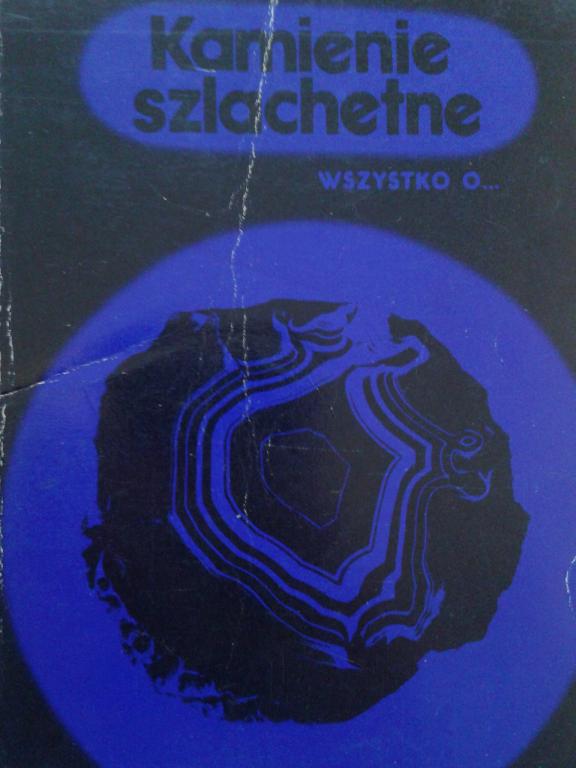 Kamienie
szlachetne
WSZYSTKO O...